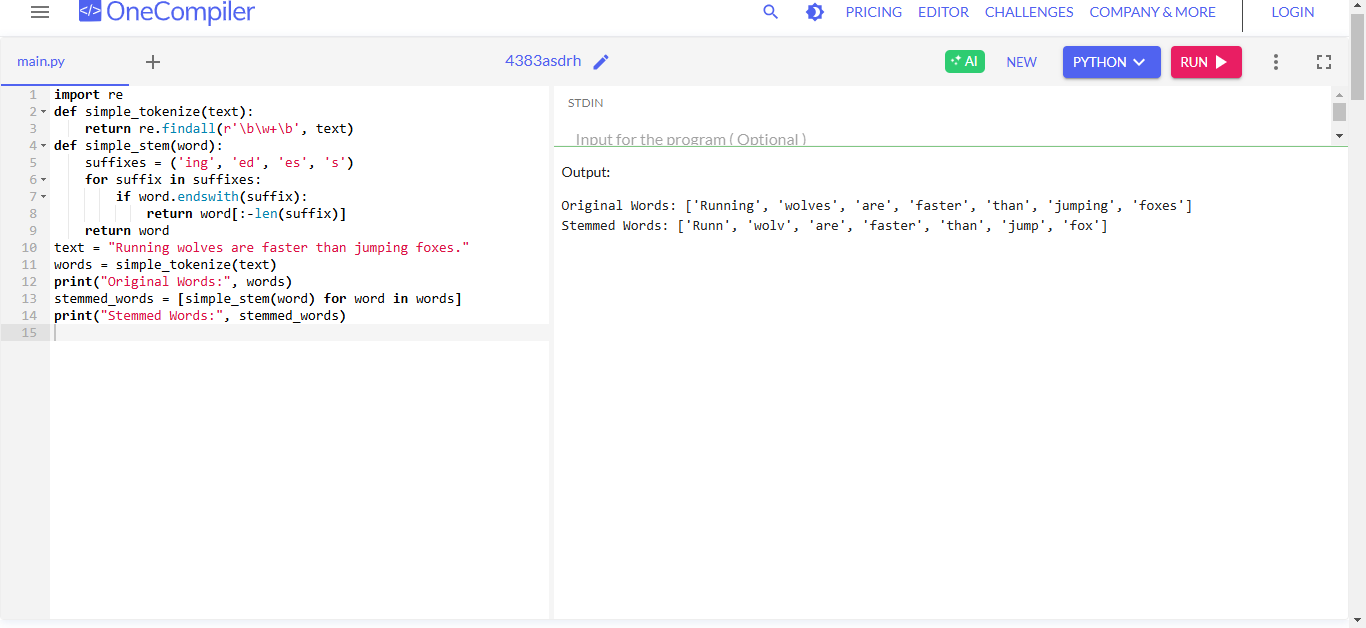 </> OneCompiler PRICING EDITOR CHALLENGES COMPANY & MORE LOGIN
main.py + 4383asdrh AI NEW PYTHON RUN
1 import re
2 def simple_tokenize(text):
3     return re.findall(r'\b\w+\b', text)
4 def simple_stem(word):
5     suffixes = ('ing', 'ed', 'es', 's')
6     for suffix in suffixes:
7         if word.endswith(suffix):
8             return word[:-len(suffix)]
9     return word
10 text = "Running wolves are faster than jumping foxes."
11 words = simple_tokenize(text)
12 print("Original Words:", words)
13 stemmed_words = [simple_stem(word) for word in words]
14 print("Stemmed Words:", stemmed_words)
15
STDIN
Input for the program ( Optional )
Output:
Original Words: ['Running', 'wolves', 'are', 'faster', 'than', 'jumping', 'foxes']
Stemmed Words: ['Runn', 'wolv', 'are', 'faster', 'than', 'jump', 'fox']